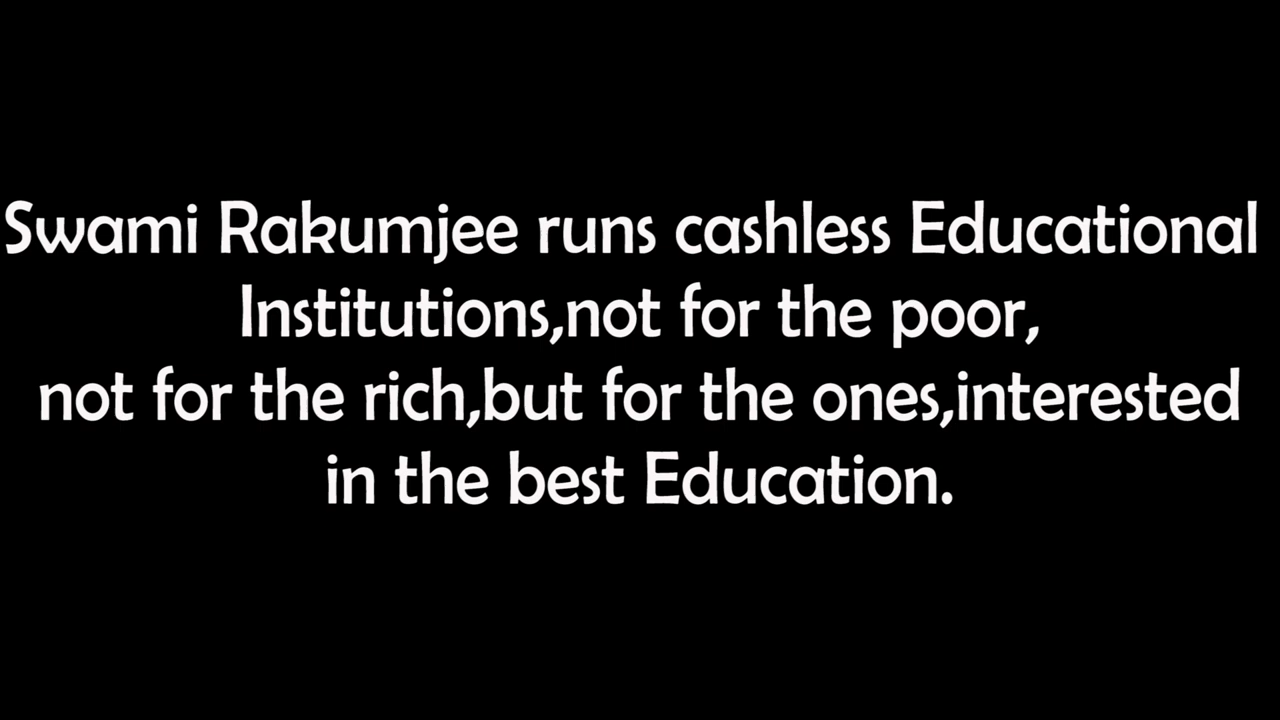 Swami Rakumjee runs cashless Educational
Institutions,not for the poor,
not for the rich,but for the ones,interested
in the best Education.